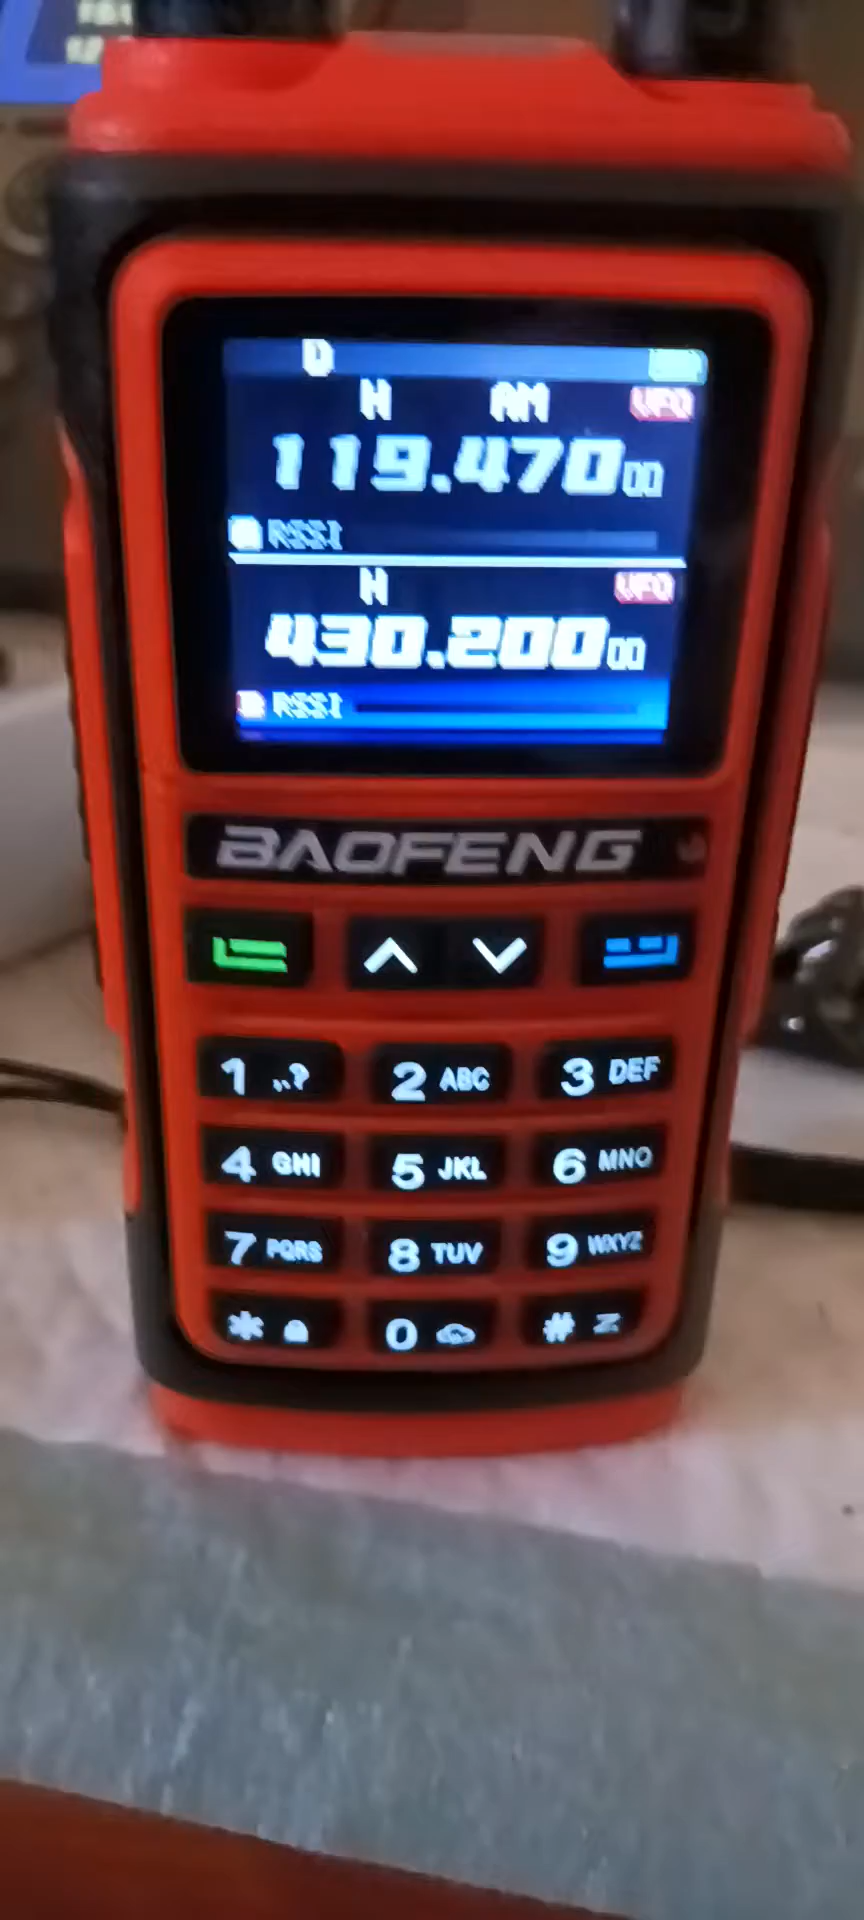 D
N AM VFO
119.47000
RSSI
N VFO
430.20000
RSSI
BAOFENG
1 ,.? 2 ABC 3 DEF
4 GHI 5 JKL 6 MNO
7 PQRS 8 TUV 9 WXYZ
* 0 #